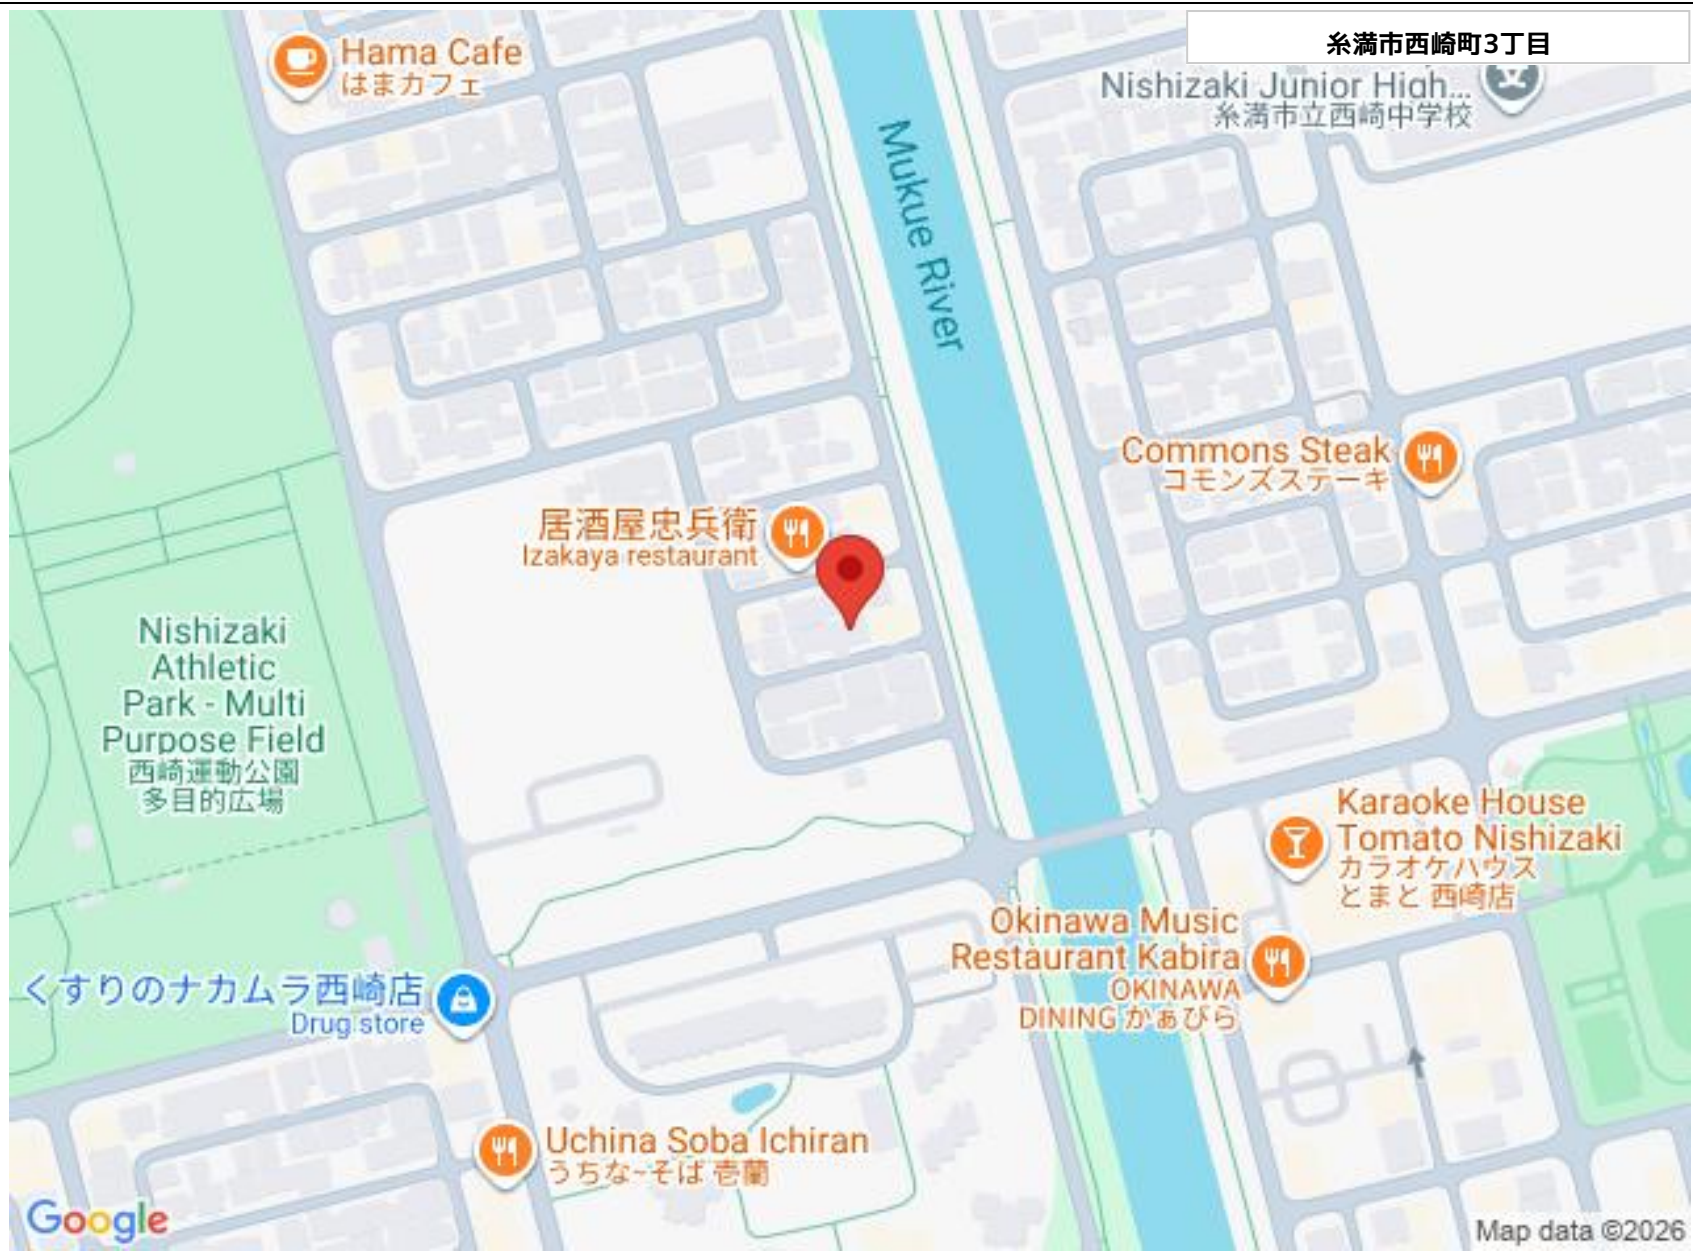 糸満市西崎町3丁目
Hama Cafe
はまカフェ
Nishizaki Junior High...
糸満市立西崎中学校
Mukue River
Commons Steak
コモンズステーキ
居酒屋忠兵衛
Izakaya restaurant
Nishizaki
Athletic
Park - Multi
Purpose Field
西崎運動公園
多目的広場
Karaoke House
Tomato Nishizaki
カラオケハウス
とまと 西崎店
Okinawa Music
Restaurant Kabira
OKINAWA
DINING かぁびら
くすりのナカムラ西崎店
Drug store
Uchina Soba Ichiran
うちな~そば 壱蘭
Google
Map data ©2026